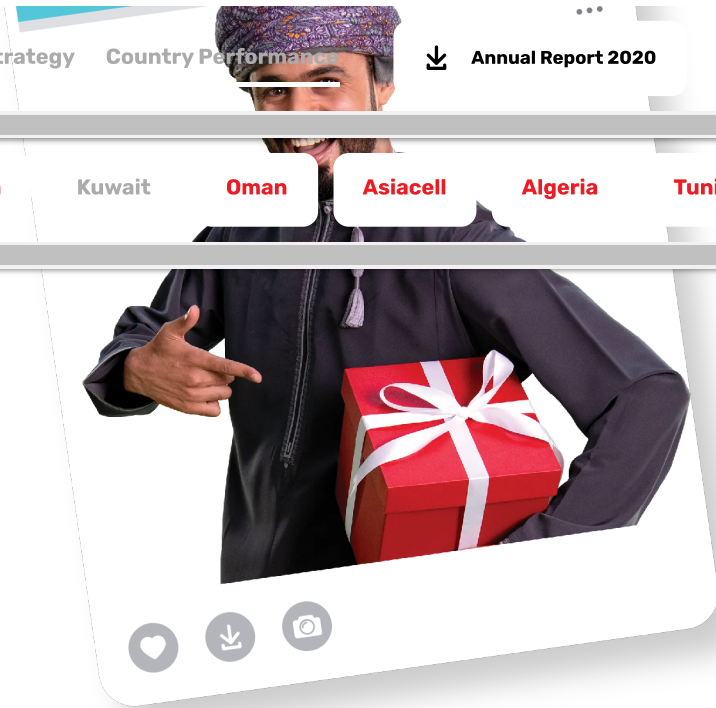 Country Performance
Annual Report 2020
Kuwait
Oman
Asiacell
Algeria